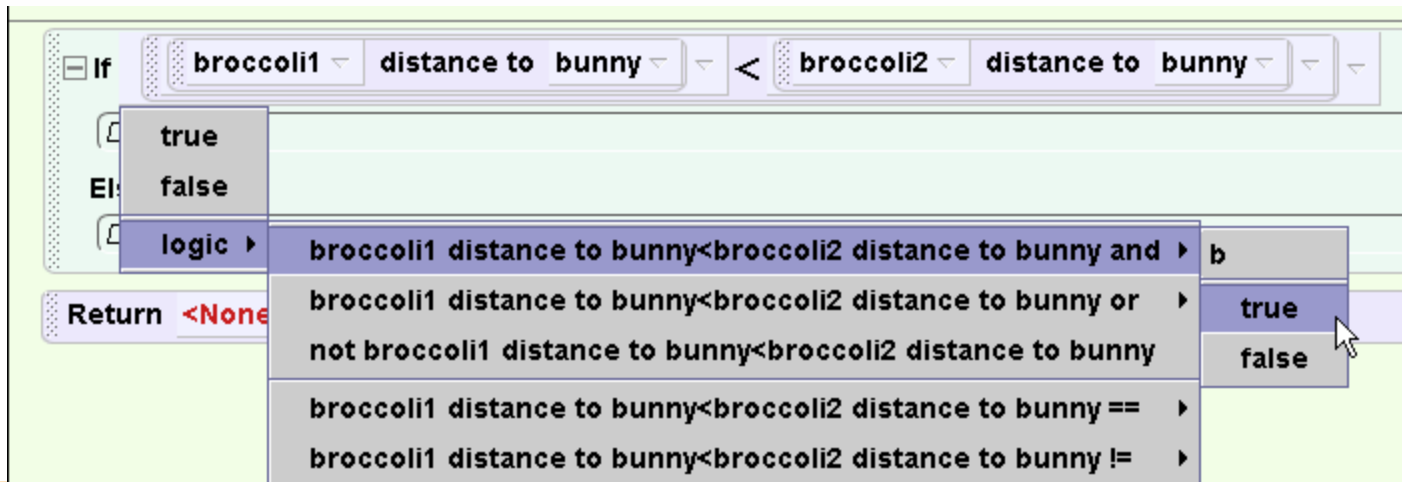 If broccoli1 distance to bunny < broccoli2 distance to bunny
true
false
logic
broccoli1 distance to bunny<broccoli2 distance to bunny and
b
broccoli1 distance to bunny<broccoli2 distance to bunny or
true
not broccoli1 distance to bunny<broccoli2 distance to bunny
false
Return <None
broccoli1 distance to bunny<broccoli2 distance to bunny ==
broccoli1 distance to bunny<broccoli2 distance to bunny !=